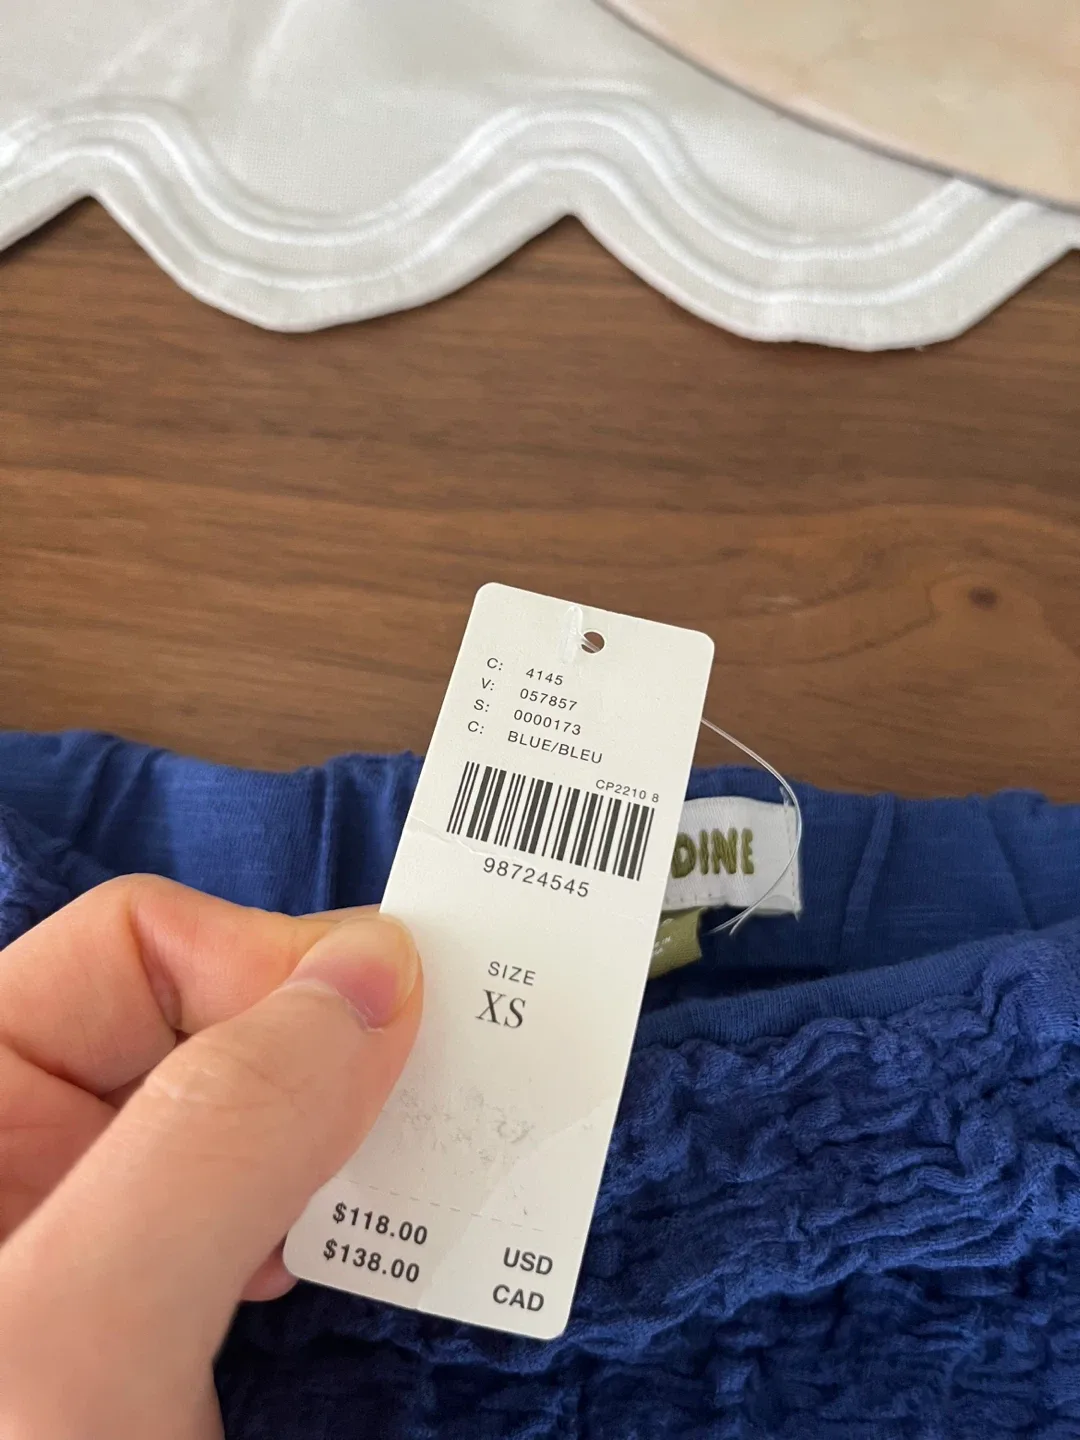 C: 4145
V: 057857
S: 0000173
C: BLUE/BLEU
CP2210 8
98724545
DINE
SIZE
XS
$118.00 USD
$138.00 CAD